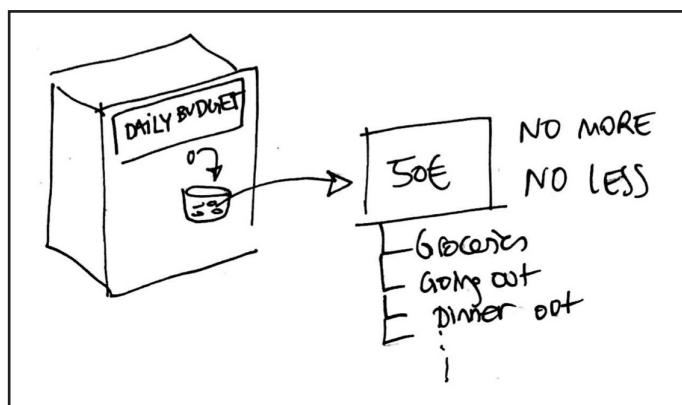 DAILY BUDGET
50€
NO MORE
NO LESS
Groceries
Going out
Dinner out